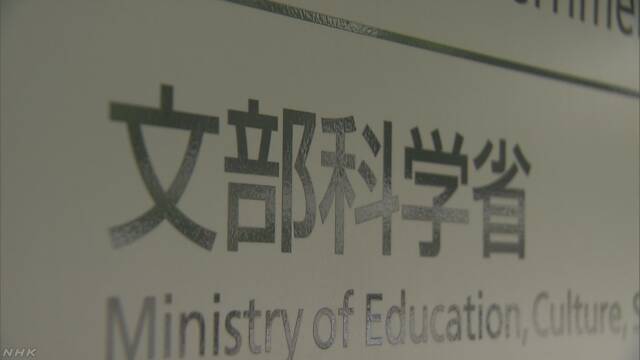 文部科学省
Ministry of Education, Culture,
NHK